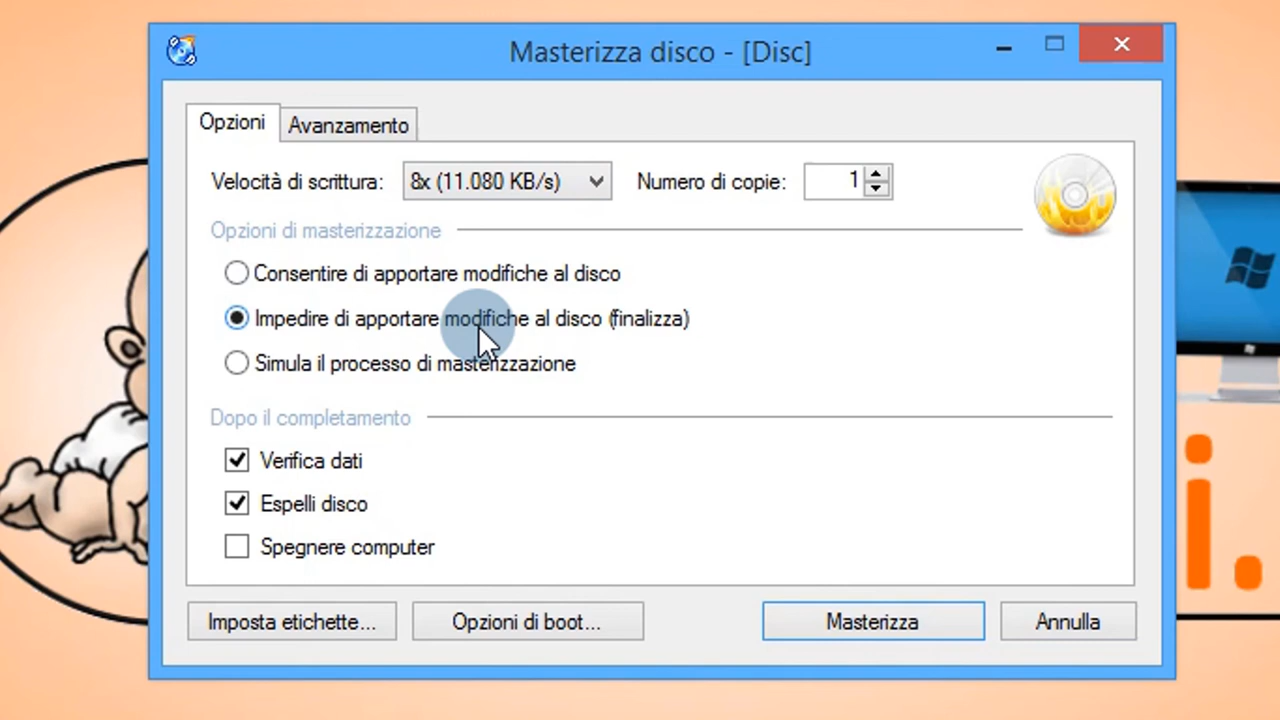 Masterizza disco - [Disc]
Opzioni
Avanzamento
Velocità di scrittura:
8x (11.080 KB/s)
Numero di copie:
1
Opzioni di masterizzazione
Consentire di apportare modifiche al disco
Impedire di apportare modifiche al disco (finalizza)
Simula il processo di masterizzazione
Dopo il completamento
Verifica dati
Espelli disco
Spegnere computer
Imposta etichette...
Opzioni di boot...
Masterizza
Annulla
i.